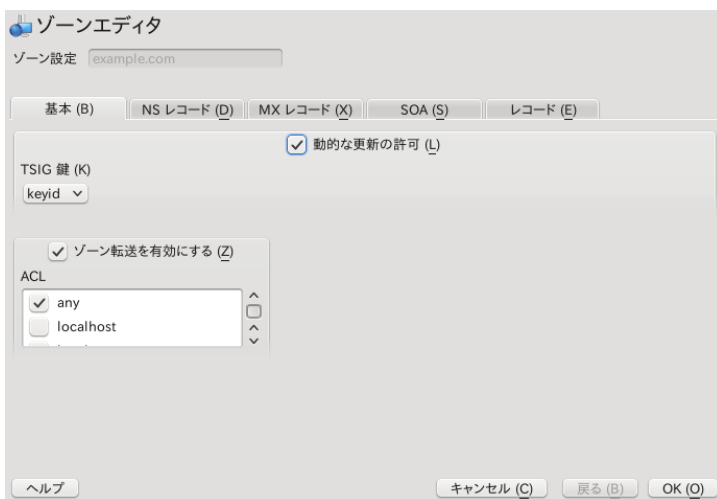 ゾーンエディタ
ゾーン設定 example.com
基本 (B) NS レコード (D) MX レコード (X) SOA (S) レコード (E)
動的な更新の許可 (L)
TSIG 鍵 (K)
keyid
ゾーン転送を有効にする (Z)
ACL
any
localhost
ヘルプ キャンセル (C) 戻る (B) OK (O)